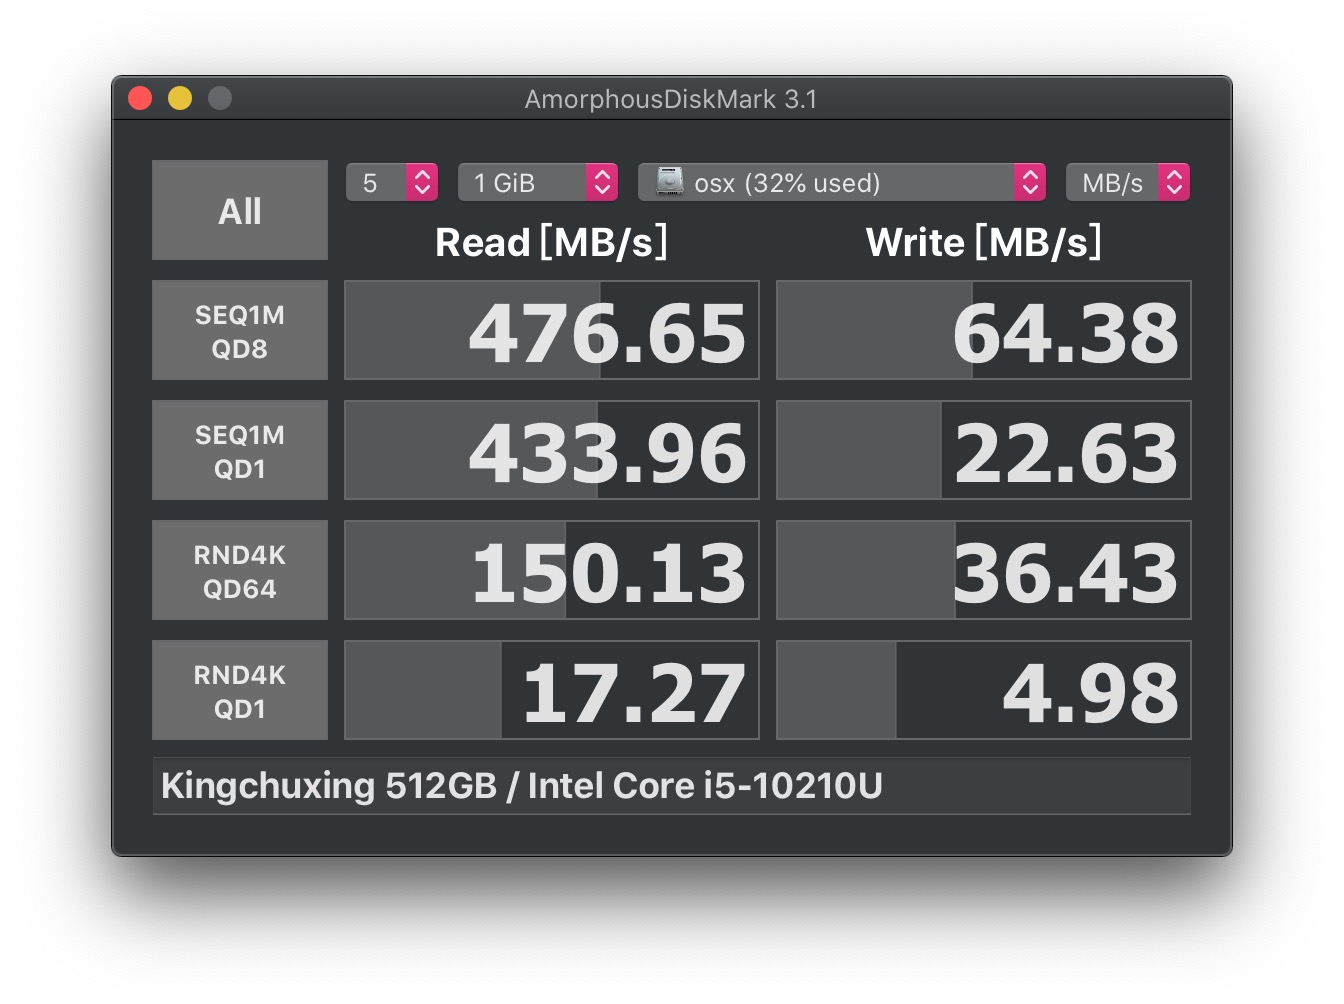 AmorphousDiskMark 3.1
All
5
1 GiB
osx (32% used)
MB/s
Read [MB/s]
Write [MB/s]
SEQ1M
QD8
476.65
64.38
SEQ1M
QD1
433.96
22.63
RND4K
QD64
150.13
36.43
RND4K
QD1
17.27
4.98
Kingchuxing 512GB / Intel Core i5-10210U